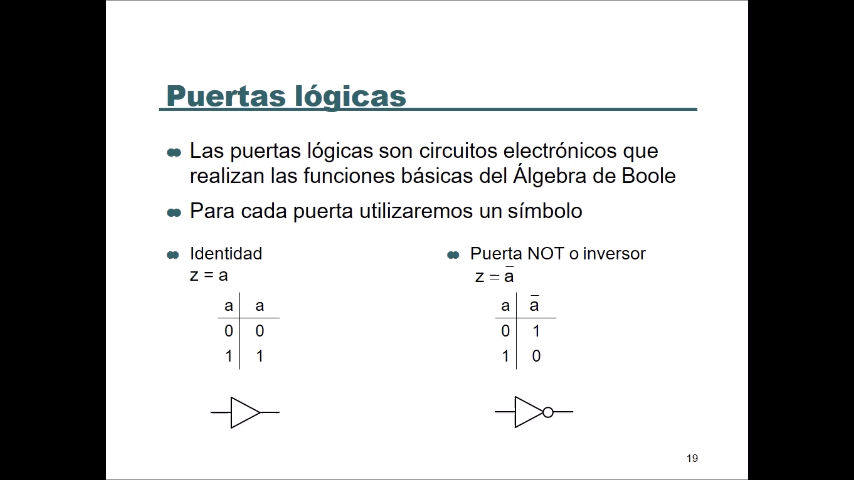 Puertas lógicas
Las puertas lógicas son circuitos electrónicos que
realizan las funciones básicas del Álgebra de Boole
Para cada puerta utilizaremos un símbolo
Identidad
z = a
a a
0 0
1 1
Puerta NOT o inversor
z = a̅
a a̅
0 1
1 0
19